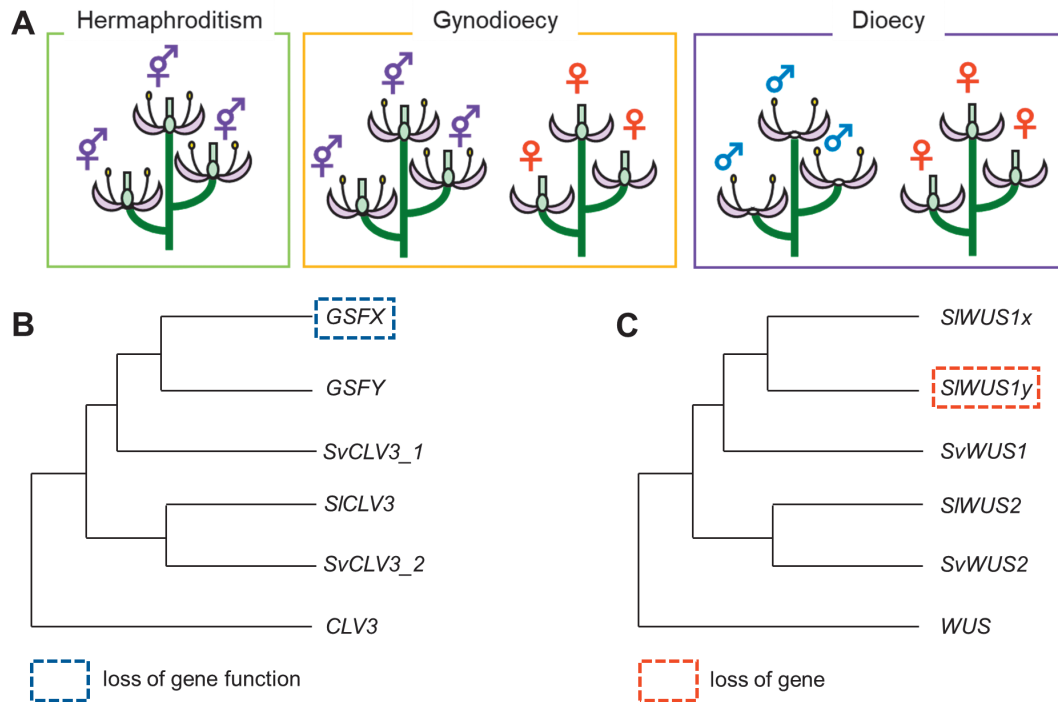 A
Hermaphroditism
Gynodioecy
Dioecy
B
GSFX
GSFY
SvCLV3_1
SlCLV3
SvCLV3_2
CLV3
loss of gene function
C
SlWUS1x
SlWUS1y
SvWUS1
SlWUS2
SvWUS2
WUS
loss of gene